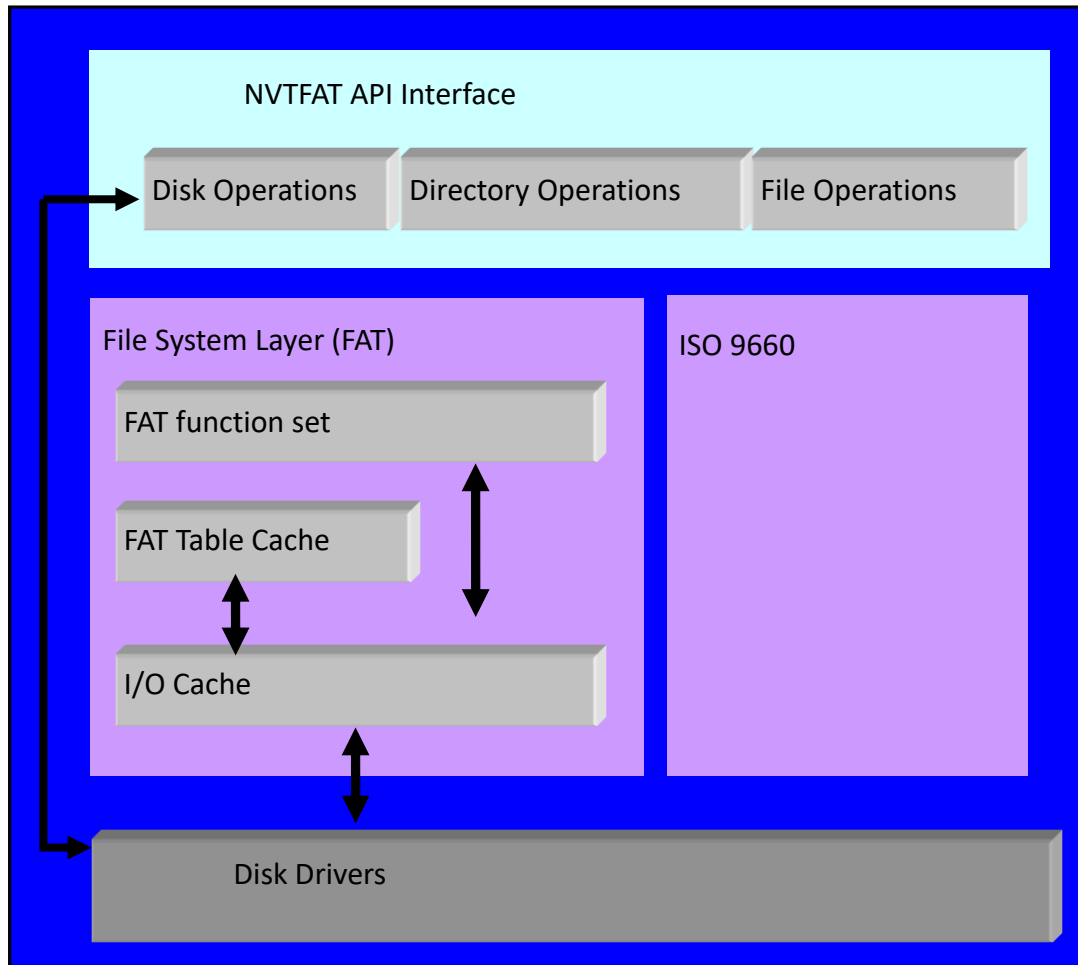 NVTFAT API Interface
Disk Operations
Directory Operations
File Operations
File System Layer (FAT)
ISO 9660
FAT function set
FAT Table Cache
I/O Cache
Disk Drivers